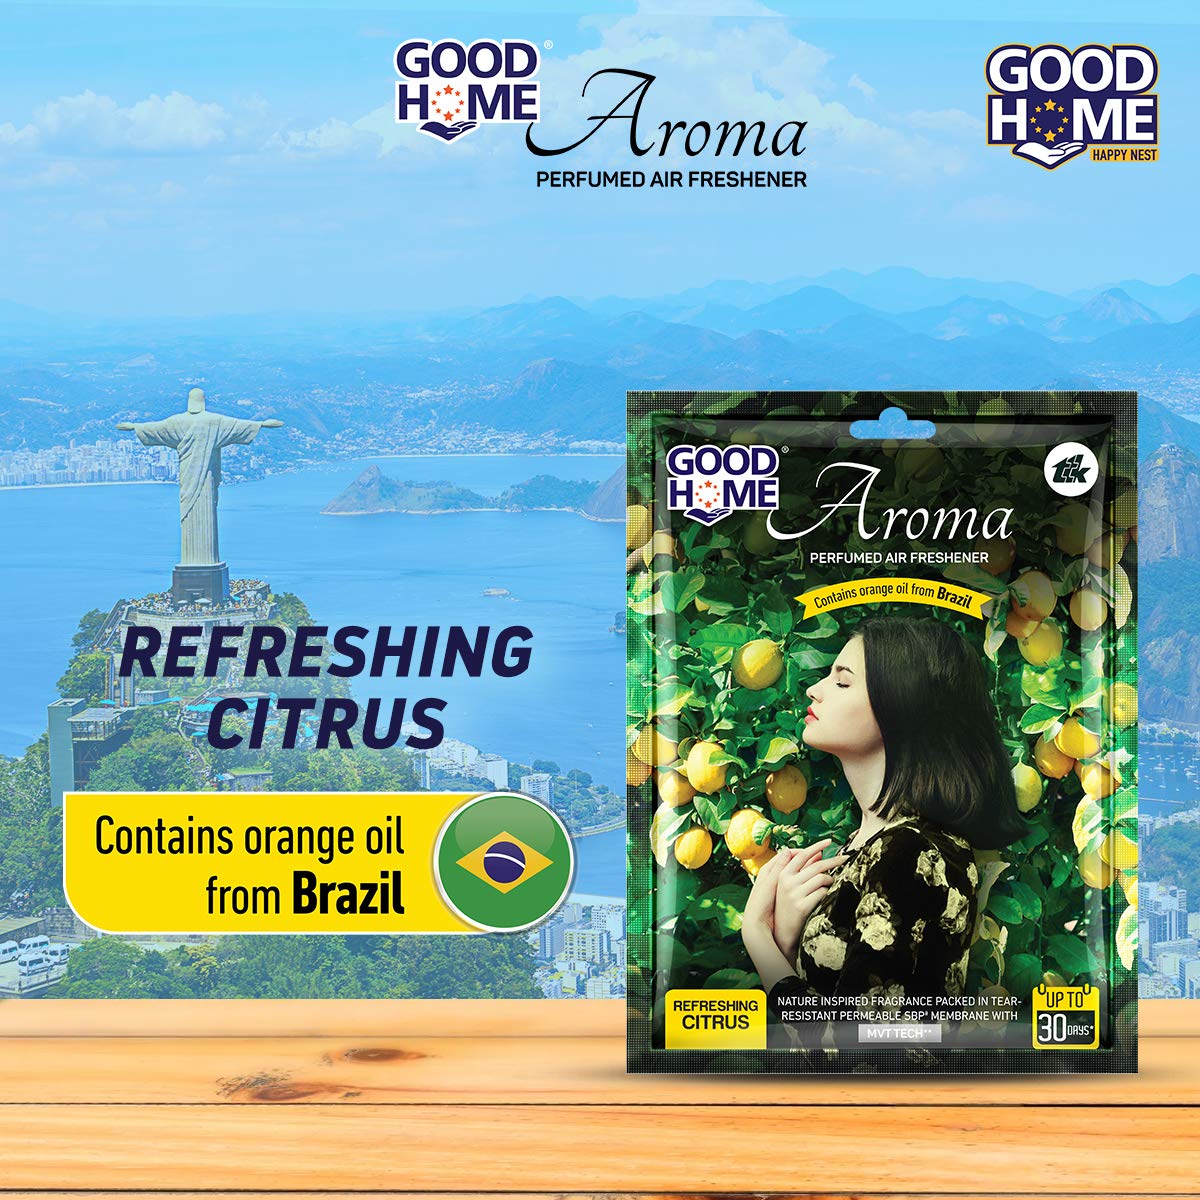 GOOD
HOME
®
Aroma
PERFUMED AIR FRESHENER
GOOD
HOME
HAPPY NEST
REFRESHING
CITRUS
Contains orange oil
from Brazil
GOOD
HOME
®
Aroma
ttk
PERFUMED AIR FRESHENER
Contains orange oil from Brazil
REFRESHING
CITRUS
NATURE INSPIRED FRAGRANCE PACKED IN TEAR-
RESISTANT PERMEABLE SBP# MEMBRANE WITH
MVT TECH**
UP TO
30 DAYS*